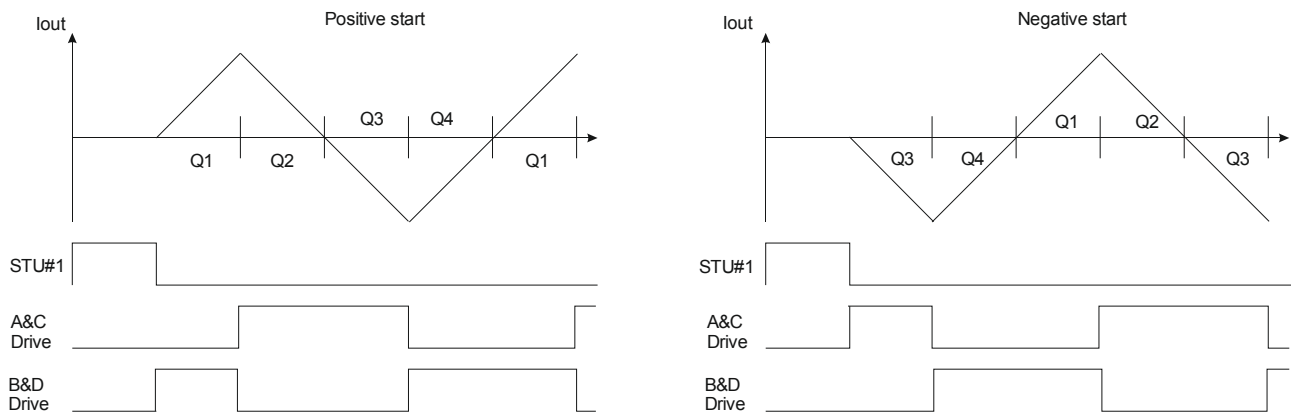 Positive start
Iout
Q3
Q4
Q1
Q2
Q1
STU#1
A&C
Drive
B&D
Drive
Negative start
Iout
Q1
Q2
Q3
Q4
Q3
STU#1
A&C
Drive
B&D
Drive